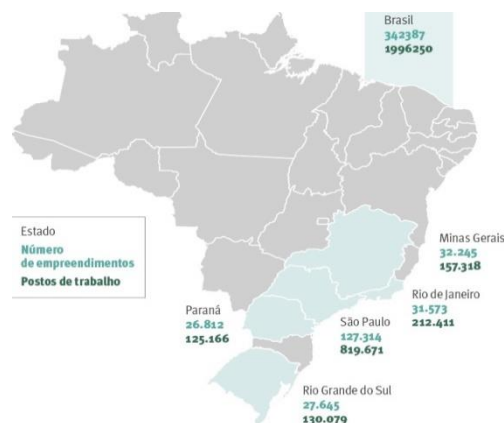 Brasil
342387
1996250
Estado
Número
de empreendimentos
Postos de trabalho
Minas Gerais
32.245
157.318
Rio de Janeiro
31.573
212.411
Paraná
26.812
125.166
São Paulo
127.314
819.671
Rio Grande do Sul
27.645
130.079